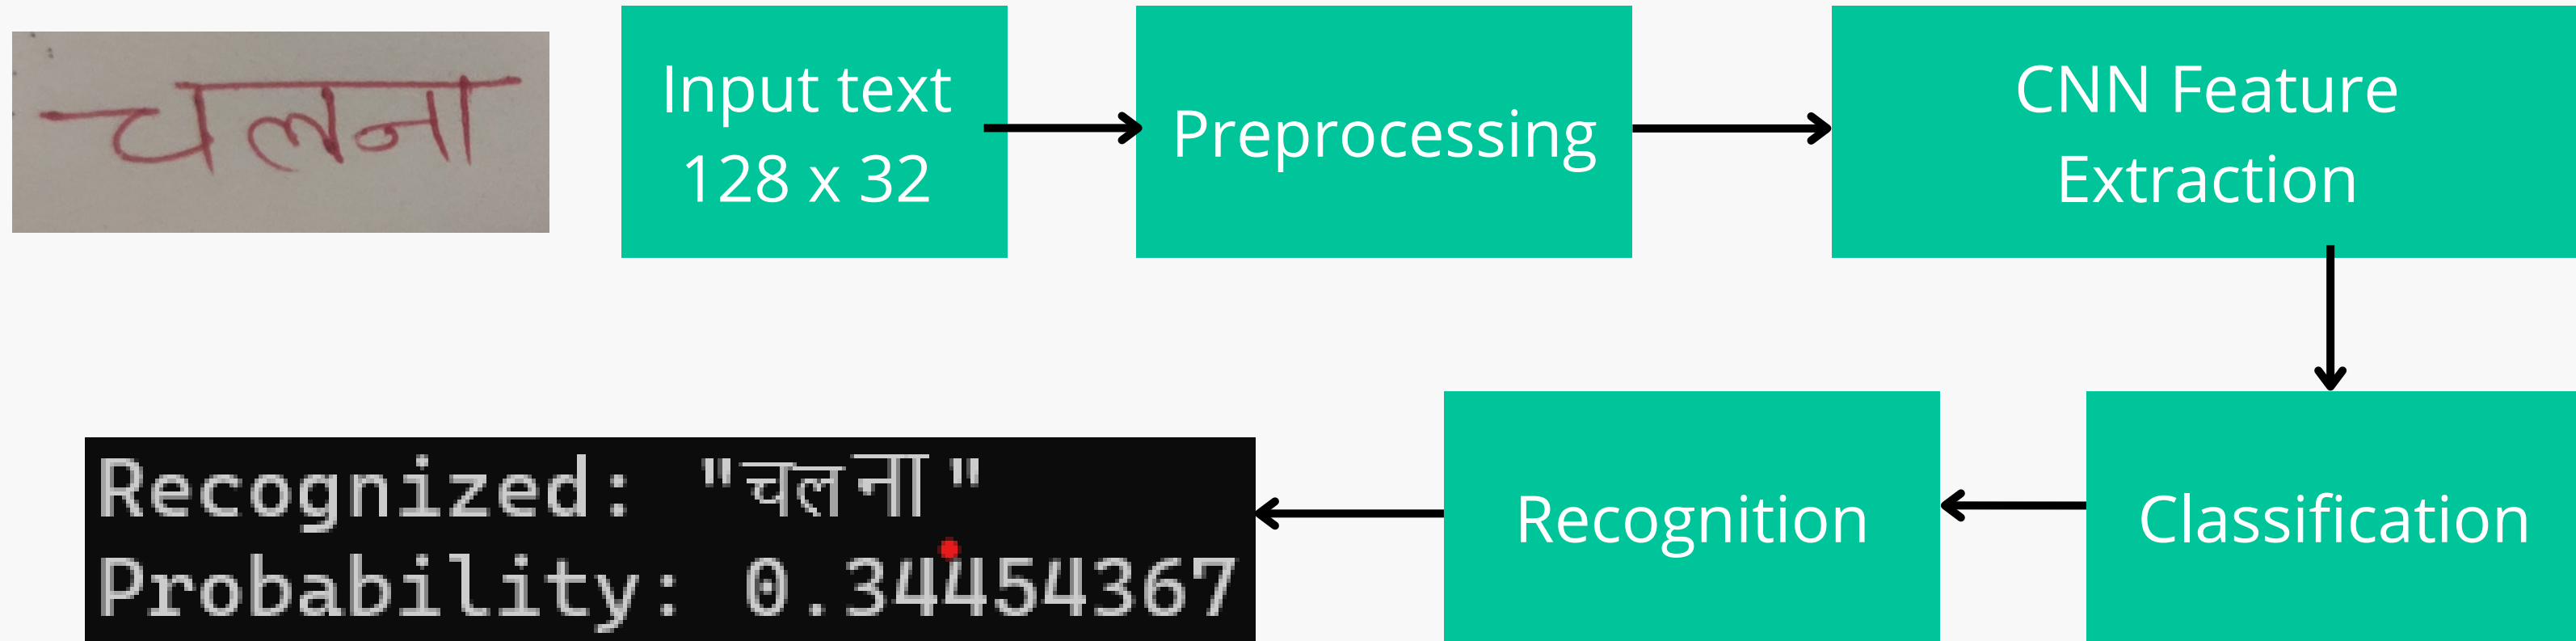 चलना
Input text
128 x 32
Preprocessing
CNN Feature
Extraction
Classification
Recognition
Recognized: "चलना"
Probability: 0.34454367